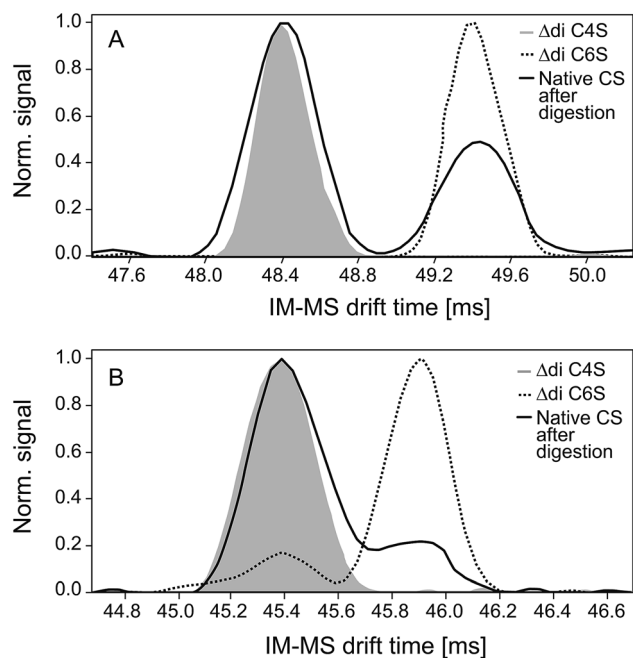 A
Δdi C4S
Δdi C6S
Native CS
after
digestion
Norm. signal
1.0
0.8
0.6
0.4
0.2
0.0
47.6 48.0 48.4 48.8 49.2 49.6 50.0
IM-MS drift time [ms]
B
Δdi C4S
Δdi C6S
Native CS
after
digestion
Norm. signal
1.0
0.8
0.6
0.4
0.2
0.0
44.8 45.0 45.2 45.4 45.6 45.8 46.0 46.2 46.4 46.6
IM-MS drift time [ms]